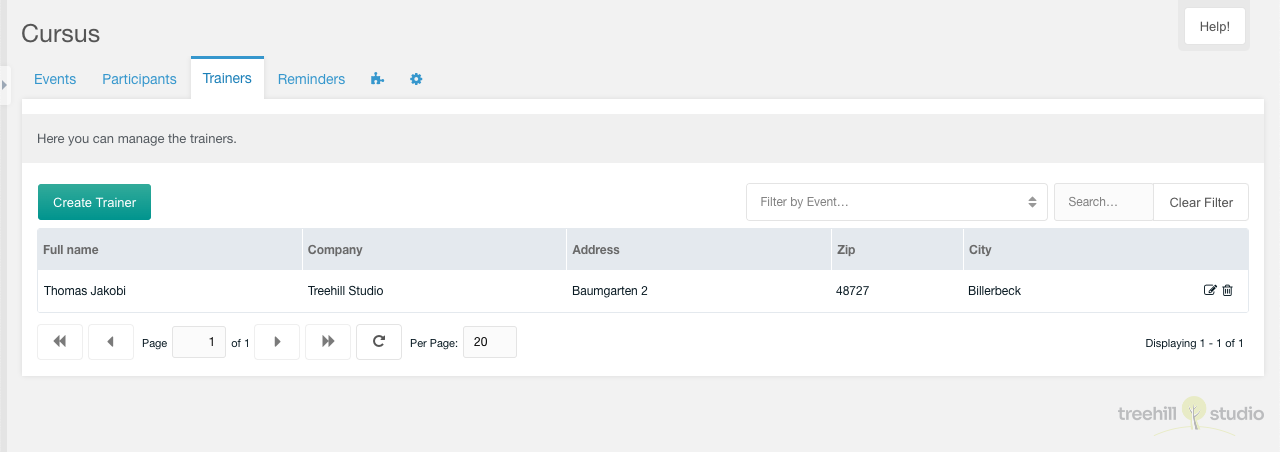 Cursus
Help!
Events Participants Trainers Reminders
Here you can manage the trainers.
Create Trainer Filter by Event... Search... Clear Filter
Full name Company Address Zip City
Thomas Jakobi Treehill Studio Baumgarten 2 48727 Billerbeck
Page 1 of 1 Per Page: 20 Displaying 1 - 1 of 1
treehill studio